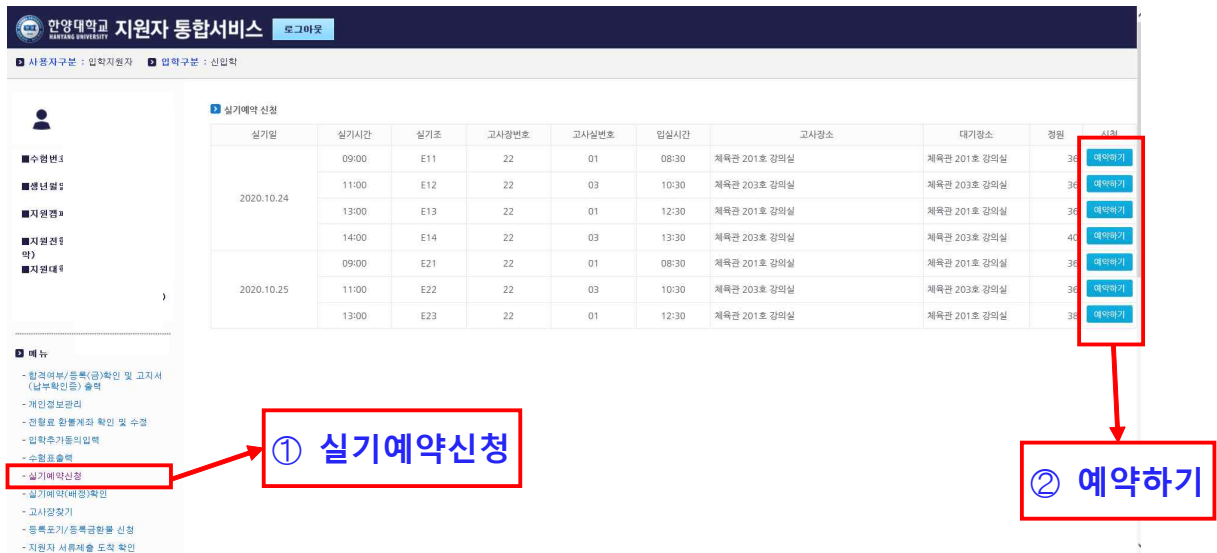 한양대학교 지원자 통합서비스 로그아웃
HANYANG UNIVERSITY
사용자구분 : 입학지원자 입학구분 : 신입학
실기예약 신청
실기일 실기시간 실기조 고사장번호 고사실번호 입실시간 고사장소 대기장소 정원 신청
2020.10.24
09:00 E11 22 01 08:30 체육관 201호 강의실 체육관 201호 강의실 36 예약하기
11:00 E12 22 03 10:30 체육관 203호 강의실 체육관 203호 강의실 36 예약하기
13:00 E13 22 01 12:30 체육관 201호 강의실 체육관 201호 강의실 36 예약하기
14:00 E14 22 03 13:30 체육관 203호 강의실 체육관 203호 강의실 40 예약하기
2020.10.25
09:00 E21 22 01 08:30 체육관 201호 강의실 체육관 201호 강의실 36 예약하기
11:00 E22 22 03 10:30 체육관 203호 강의실 체육관 203호 강의실 36 예약하기
13:00 E23 22 01 12:30 체육관 201호 강의실 체육관 201호 강의실 38 예약하기
■수험번호
■생년월일
■지원캠퍼
■지원전형
약)
■지원대학
)
메뉴
- 합격여부/등록(금)확인 및 고지서
(납부확인증) 출력
- 개인정보관리
- 전형료 환불계좌 확인 및 수정
- 입학추가동의입력
- 수험표출력
- 실기예약신청
- 실기예약(배정)확인
- 고사장찾기
- 등록포기/등록금환불 신청
- 지원자 서류제출 도착 확인
① 실기예약신청
② 예약하기